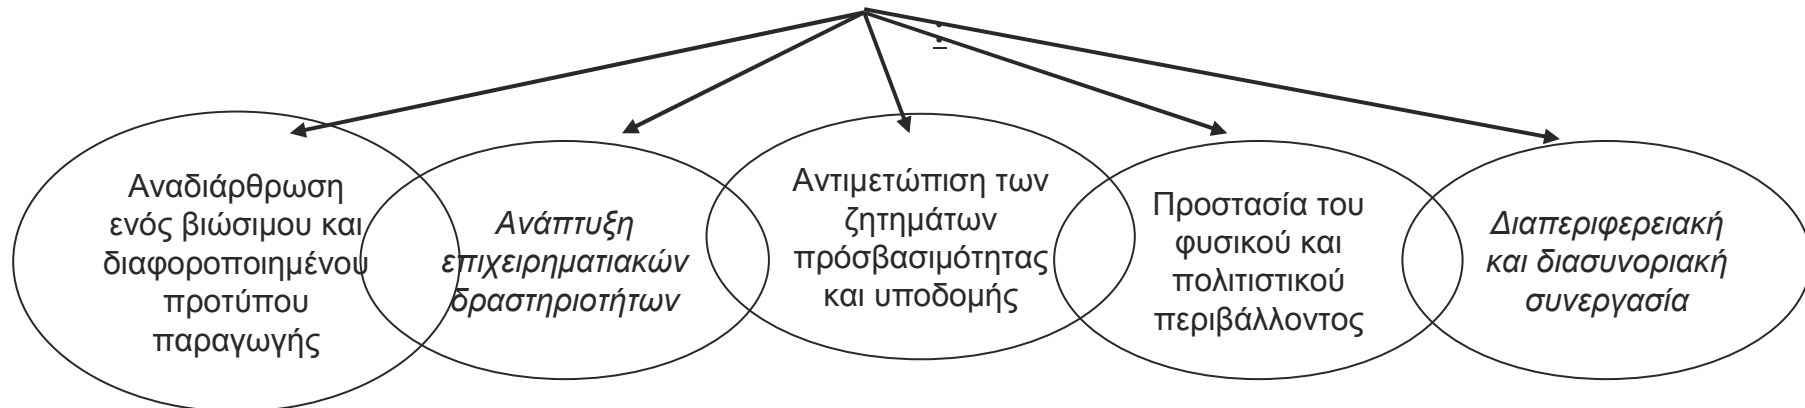 :
Αναδιάρθρωση
ενός βιώσιμου και
διαφοροποιημένου
προτύπου
παραγωγής
Ανάπτυξη
επιχειρηματιακών
δραστηριοτήτων
Αντιμετώπιση των
ζητημάτων
πρόσβασιμότητας
και υποδομής
Προστασία του
φυσικού και
πολιτιστικού
περιβάλλοντος
Διαπεριφερειακή
και διασυνοριακή
συνεργασία